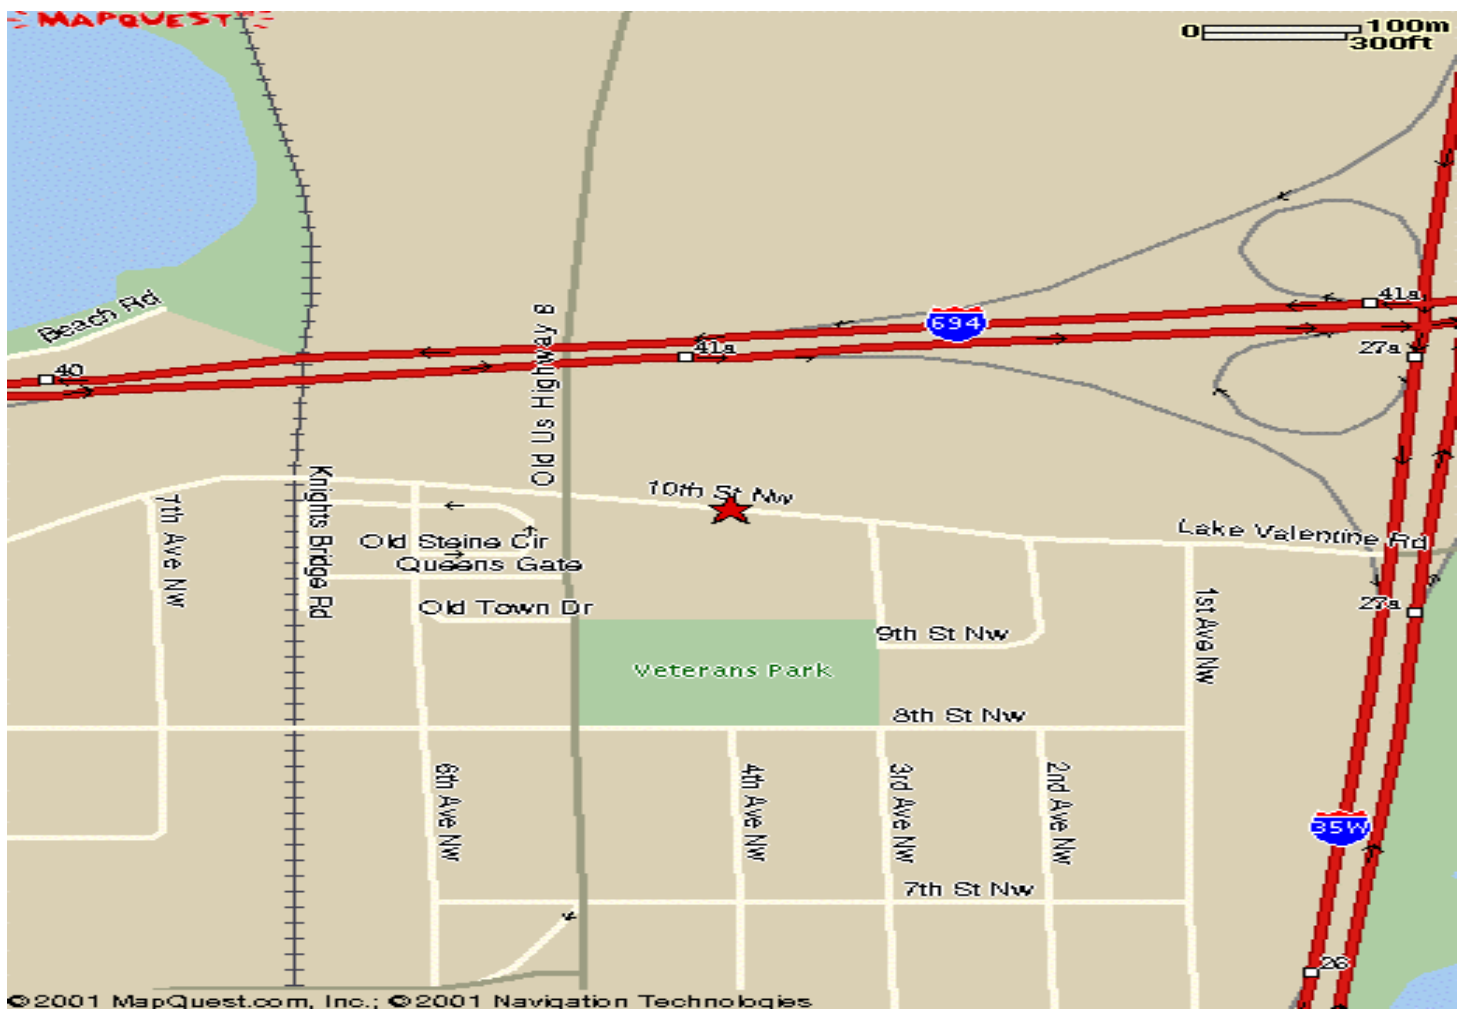 MAPQUEST
0 100m
300ft
Beach Rd
694
41a
41a
27a
40
Old Us Highway 8
10th St Nw
Knights Bridge Rd
7th Ave NW
Old Steine Cir
Queens Gate
Old Town Dr
Lake Valentine Rd
27a
1st Ave NW
9th St Nw
Veterans Park
8th St Nw
6th Ave NW
4th Ave NW
3rd Ave NW
2nd Ave NW
35W
7th St Nw
26
©2001 MapQuest.com, Inc.; ©2001 Navigation Technologies